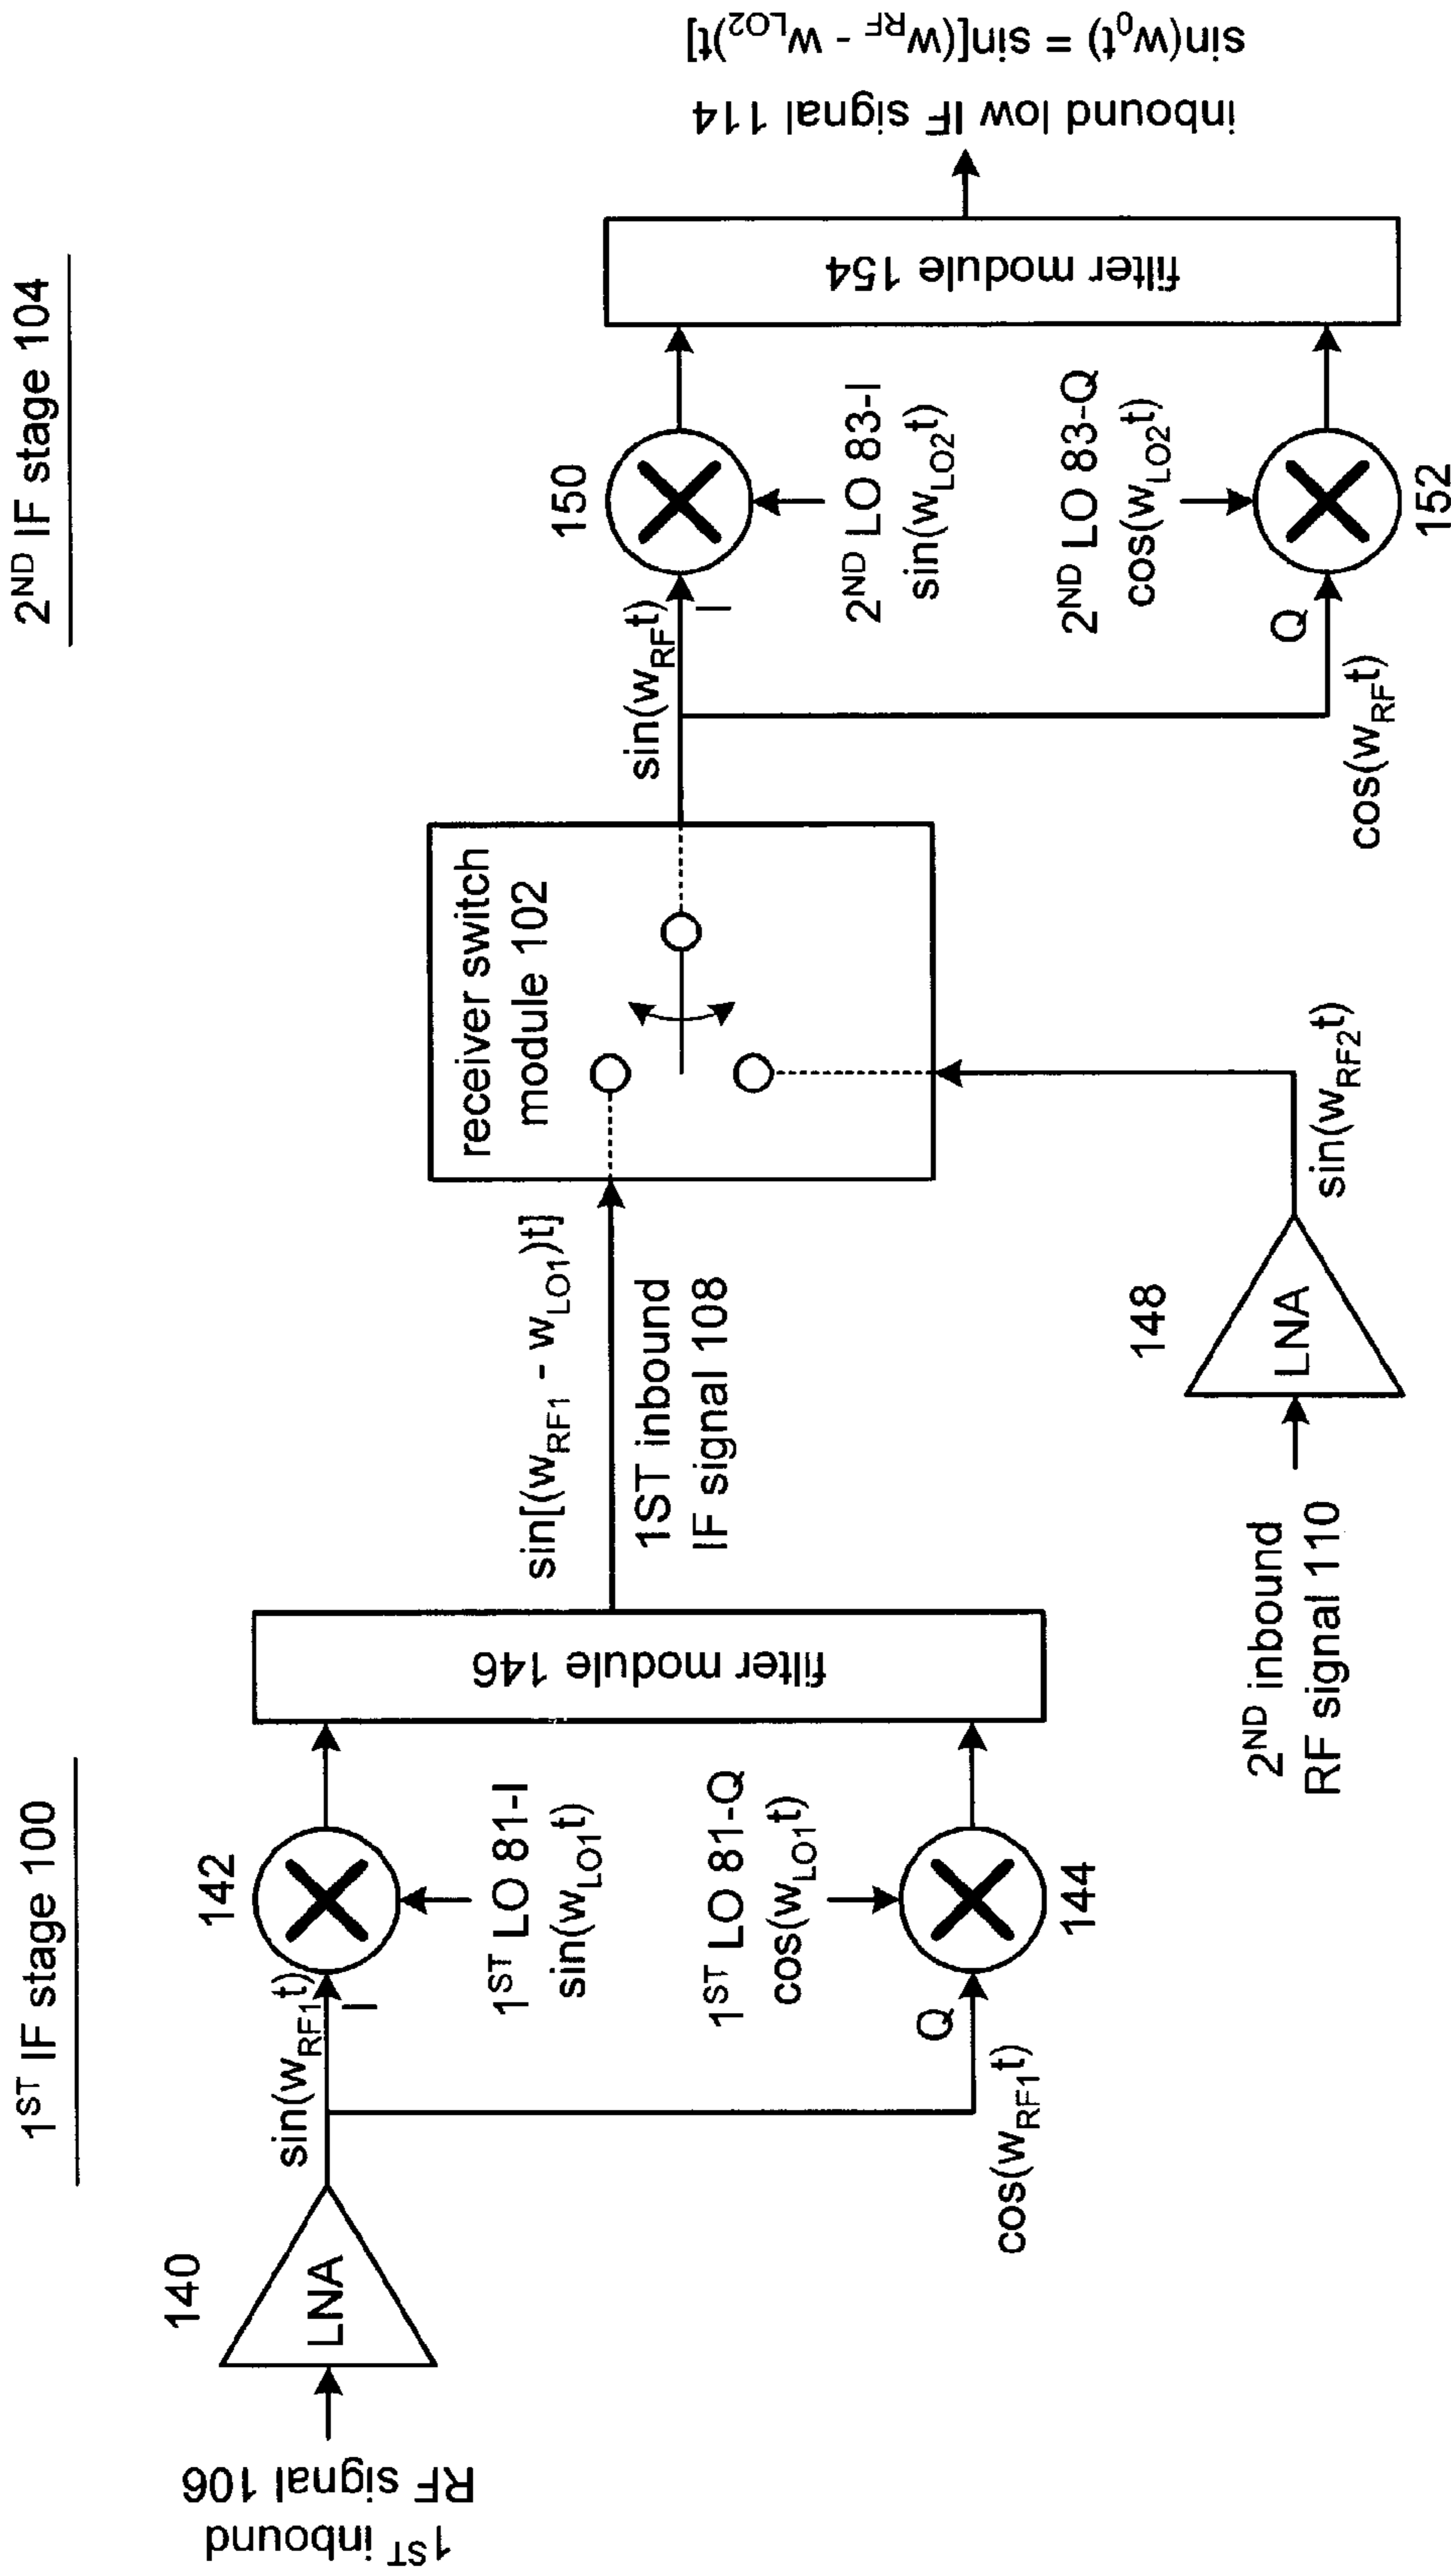 1ST IF stage 100
2ND IF stage 104
1ST inbound
RF signal 106
140
LNA
sin(wRF1t)
I
142
1ST LO 81-I
sin(wLO1t)
1ST LO 81-Q
cos(wLO1t)
Q
144
cos(wRF1t)
filter module 146
sin[(wRF1 - wLO1)t]
1ST inbound
IF signal 108
2ND inbound
RF signal 110
148
LNA
sin(wRF2t)
receiver switch
module 102
sin(wRFt)
I
150
2ND LO 83-I
sin(wLO2t)
2ND LO 83-Q
cos(wLO2t)
Q
152
cos(wRFt)
filter module 154
inbound low IF signal 114
sin(w0t) = sin[(wRF - wLO2)t]